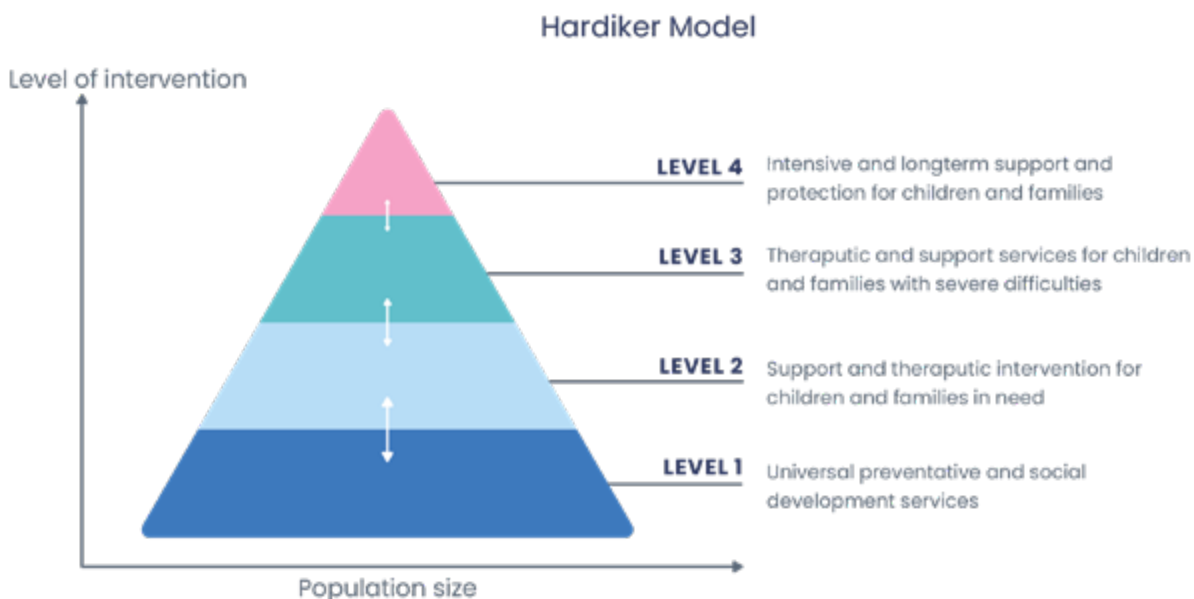 Hardiker Model
Level of intervention
LEVEL 4
Intensive and longterm support and
protection for children and families
LEVEL 3
Theraputic and support services for children
and families with severe difficulties
LEVEL 2
Support and theraputic intervention for
children and families in need
LEVEL 1
Universal preventative and social
development services
Population size